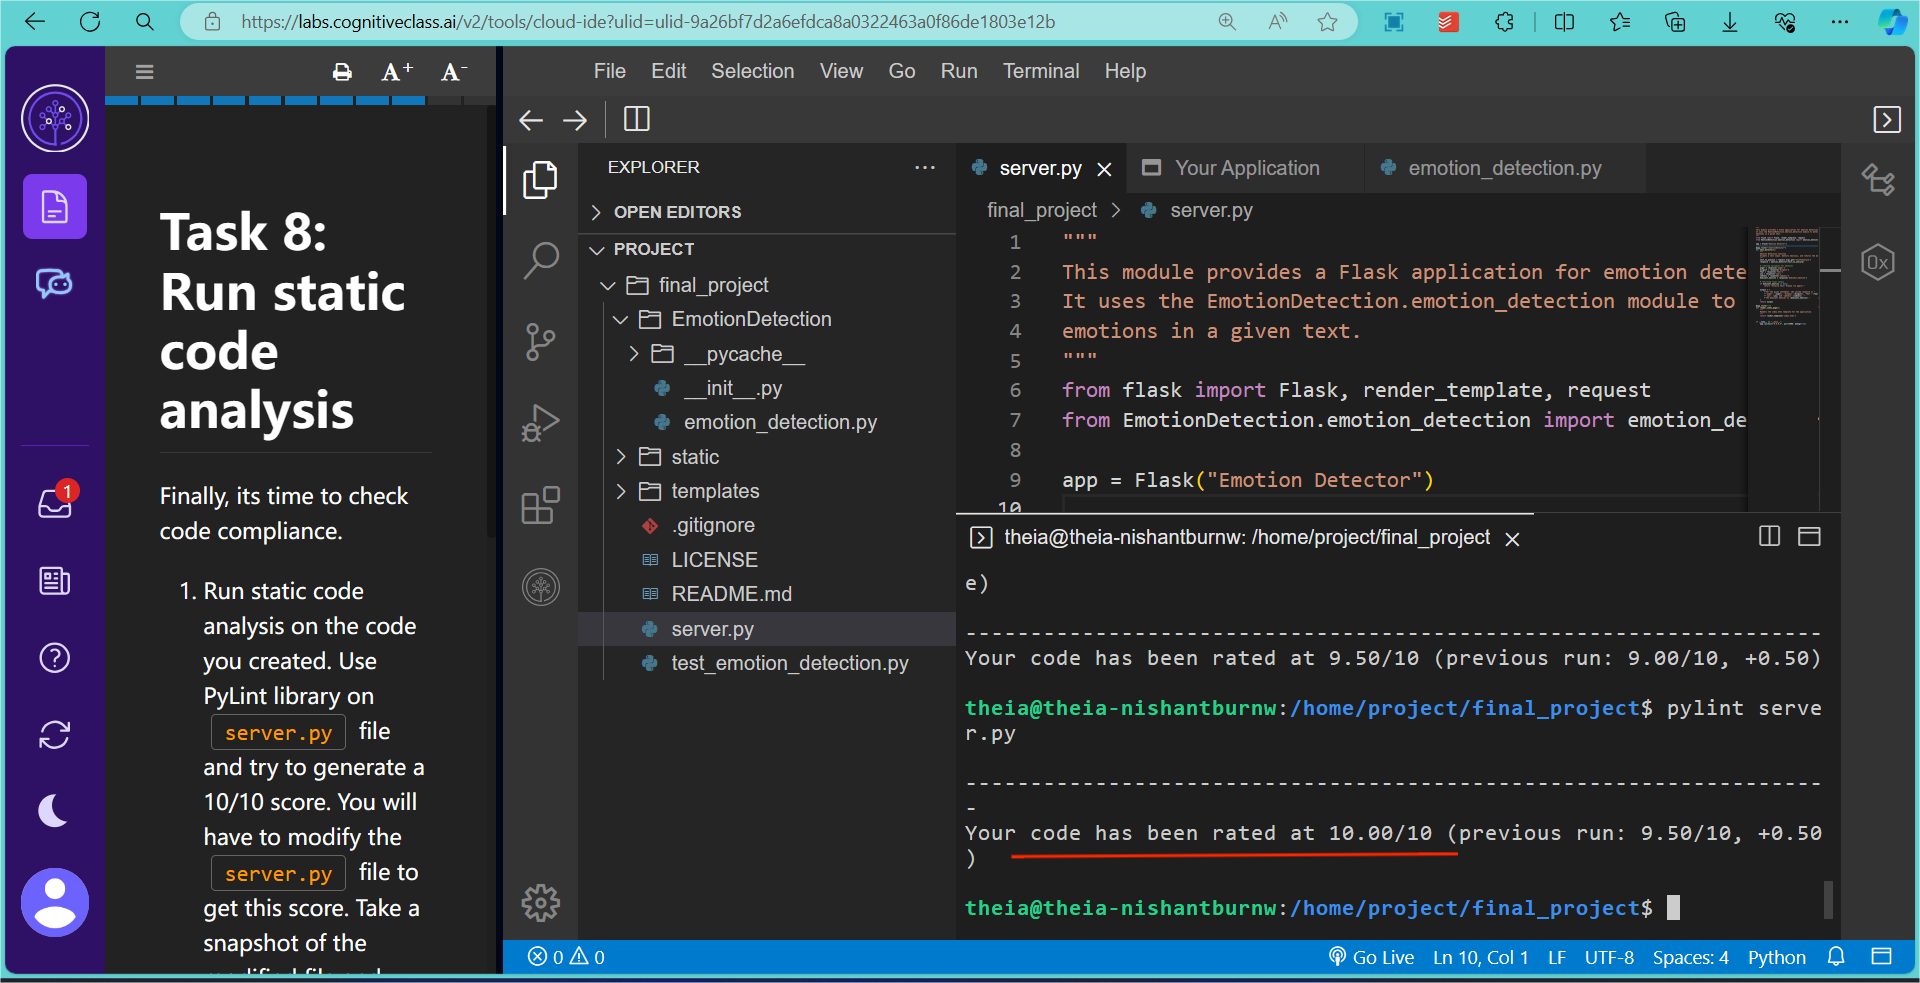 https://labs.cognitiveclass.ai/v2/tools/cloud-ide?ulid=ulid-9a26bf7d2a6efdca8a0322463a0f86de1803e12b
A+ A-
File Edit Selection View Go Run Terminal Help
1
Task 8:
Run static
code
analysis
Finally, its time to check
code compliance.
1. Run static code
analysis on the code
you created. Use
PyLint library on
server.py file
and try to generate a
10/10 score. You will
have to modify the
server.py file to
get this score. Take a
snapshot of the
EXPLORER
OPEN EDITORS
PROJECT
final_project
EmotionDetection
__pycache__
__init__.py
emotion_detection.py
static
templates
.gitignore
LICENSE
README.md
server.py
test_emotion_detection.py
server.py Your Application emotion_detection.py
final_project > server.py
1 """
2 This module provides a Flask application for emotion dete
3 It uses the EmotionDetection.emotion_detection module to
4 emotions in a given text.
5 """
6 from flask import Flask, render_template, request
7 from EmotionDetection.emotion_detection import emotion_de
8
9 app = Flask("Emotion Detector")
10
0x
theia@theia-nishantburnw: /home/project/final_project
e)
------------------------------------------------------------------
Your code has been rated at 9.50/10 (previous run: 9.00/10, +0.50)
theia@theia-nishantburnw:/home/project/final_project$ pylint serve
r.py
------------------------------------------------------------------
-
Your code has been rated at 10.00/10 (previous run: 9.50/10, +0.50
)
theia@theia-nishantburnw:/home/project/final_project$
0 0 Go Live Ln 10, Col 1 LF UTF-8 Spaces: 4 Python